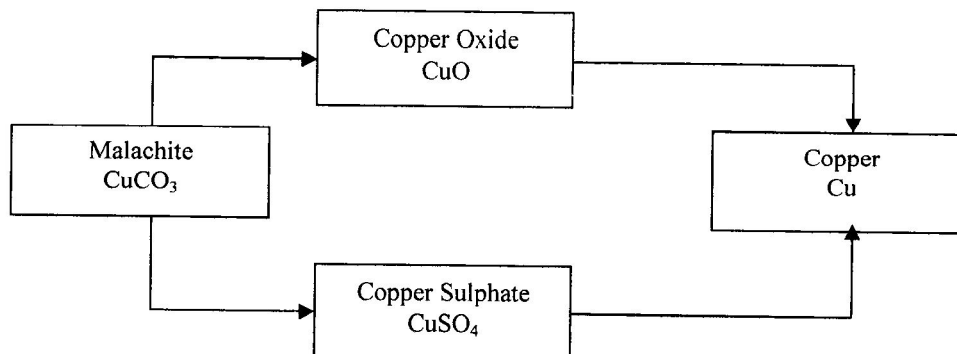 Copper Oxide
CuO
Malachite
CuCO₃
Copper
Cu
Copper Sulphate
CuSO₄